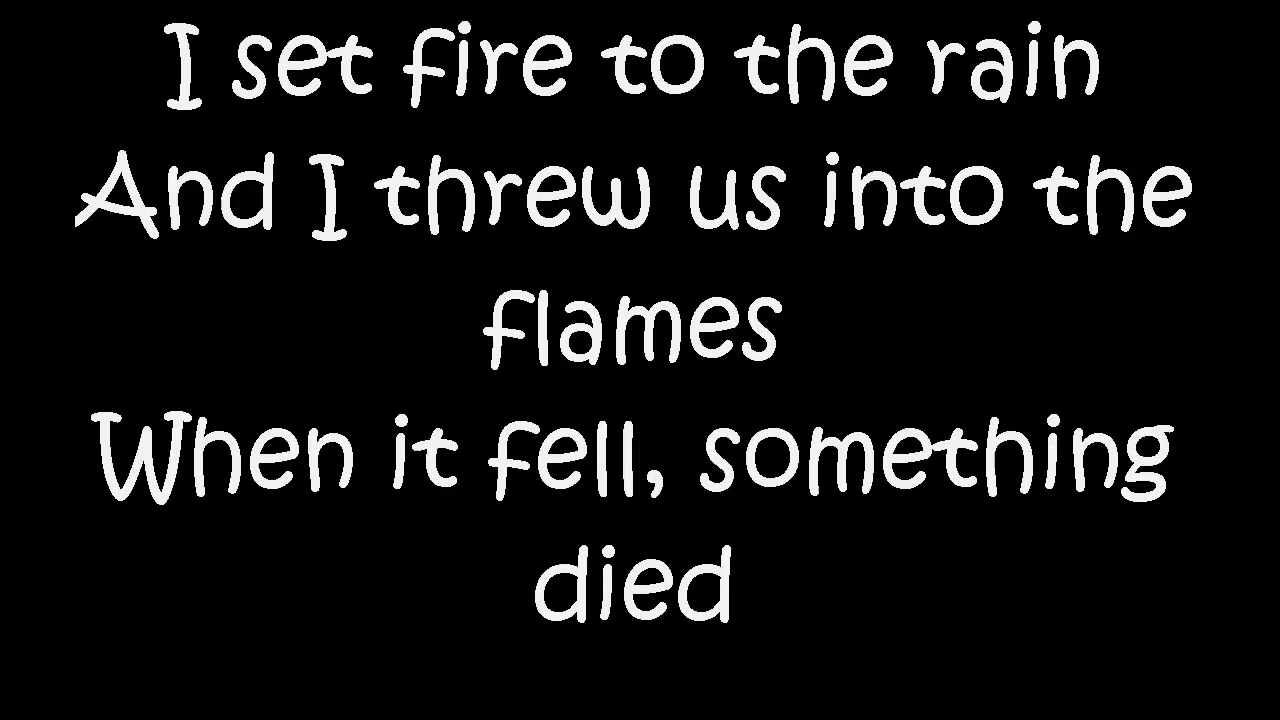 I set fire to the rain
And I threw us into the
flames
When it fell, something
died